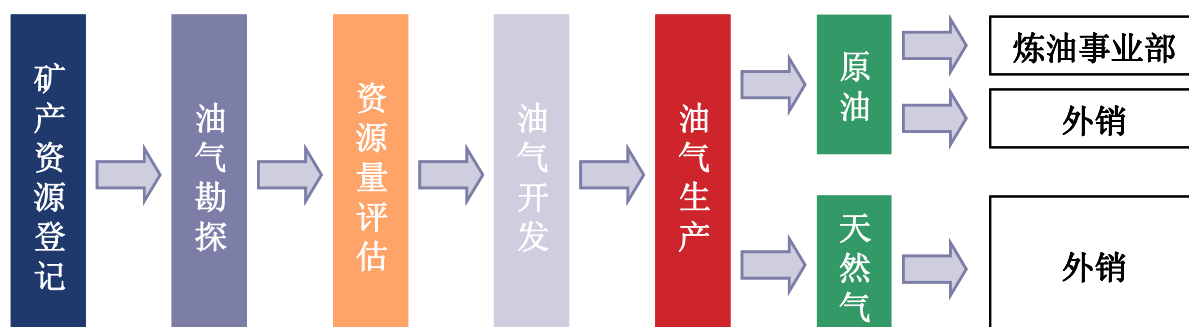 矿产资源登记
油气勘探
资源量评估
油气开发
油气生产
原油
炼油事业部
外销
天然气
外销